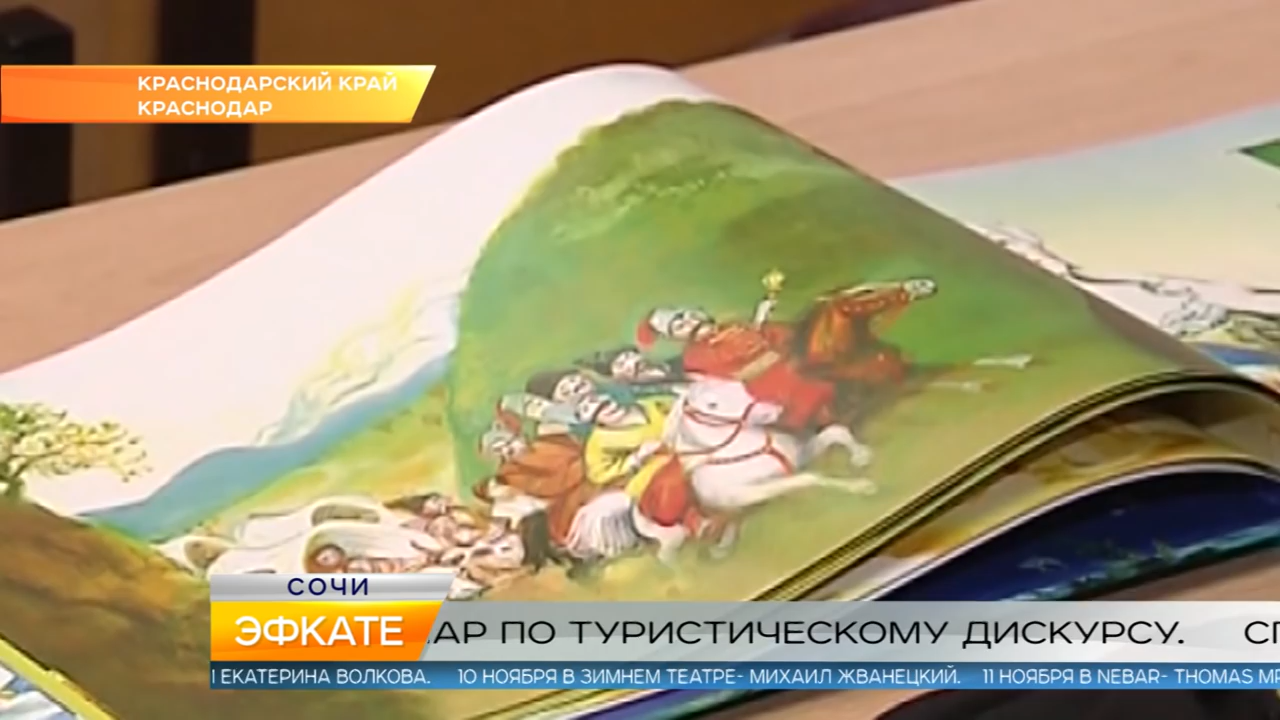 КРАСНОДАРСКИЙ КРАЙ
КРАСНОДАР
СОЧИ
ЭФКАТЕ
ПО ТУРИСТИЧЕСКОМУ ДИСКУРСУ.
ЕКАТЕРИНА ВОЛКОВА. 10 НОЯБРЯ В ЗИМНЕМ ТЕАТРЕ- МИХАИЛ ЖВАНЕЦКИЙ. 11 НОЯБРЯ В NEBAR- THOMAS